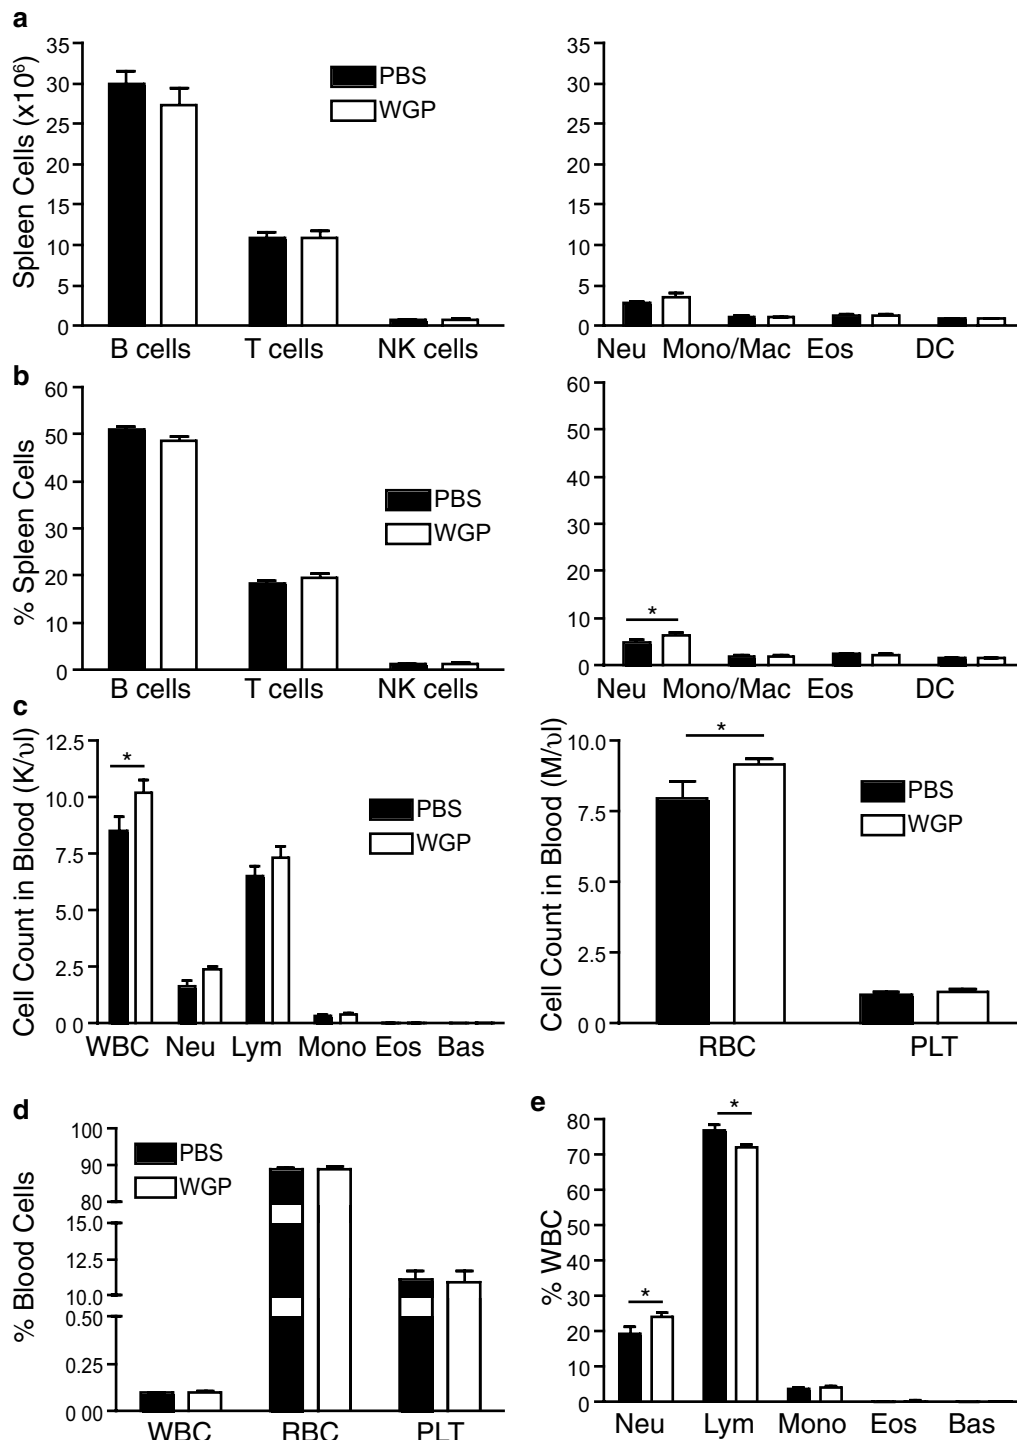 a
Spleen Cells (x10⁶)
35
30
25
20
15
10
5
0
PBS
WGP
B cells T cells NK cells
35
30
25
20
15
10
5
0
Neu Mono/Mac Eos DC
b
% Spleen Cells
60
50
40
30
20
10
0
PBS
WGP
B cells T cells NK cells
60
50
40
30
20
10
0
*
Neu Mono/Mac Eos DC
c
Cell Count in Blood (K/υl)
12.5
10.0
7.5
5.0
2.5
0 0
*
PBS
WGP
WBC Neu Lym Mono Eos Bas
Cell Count in Blood (M/υl)
10.0
7.5
5.0
2.5
0 0
*
PBS
WGP
RBC PLT
d
% Blood Cells
100
90
80
15.0
12.5
10.0
0.50
0.25
0 00
PBS
WGP
WBC RBC PLT
e
% WBC
80
70
60
50
40
30
20
10
0
*
*
Neu Lym Mono Eos Bas